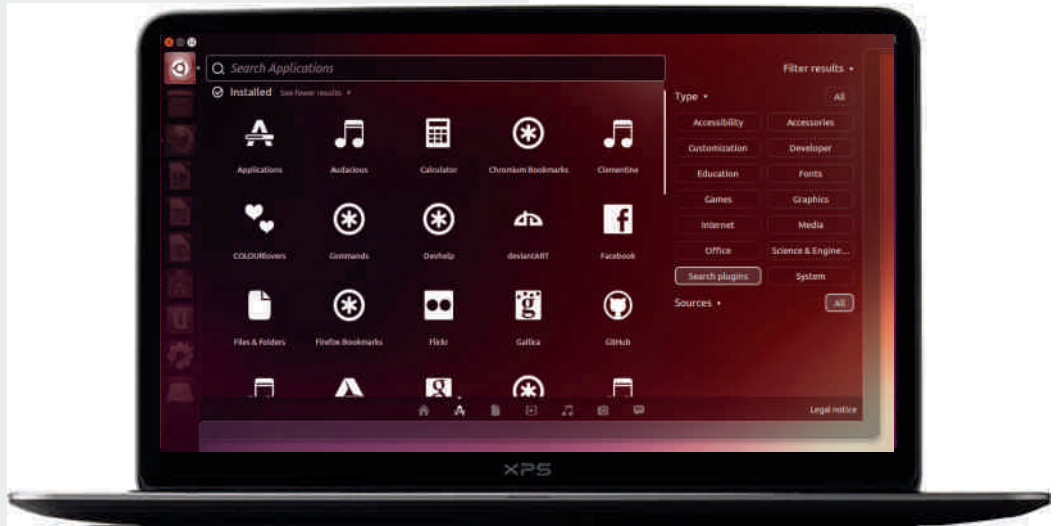 Search Applications
Filter results
Installed See fewer results
Type
All
Accessibility
Accessories
Customization
Developer
Education
Fonts
Games
Graphics
Internet
Media
Office
Science & Engine...
Search plugins
System
Sources
All
Applications
Audacious
Calculator
Chromium Bookmarks
Clementine
COLOURlovers
Commands
Devhelp
deviantART
Facebook
Files & Folders
Firefox Bookmarks
Flickr
Gallica
GitHub
Legal notice
XPS